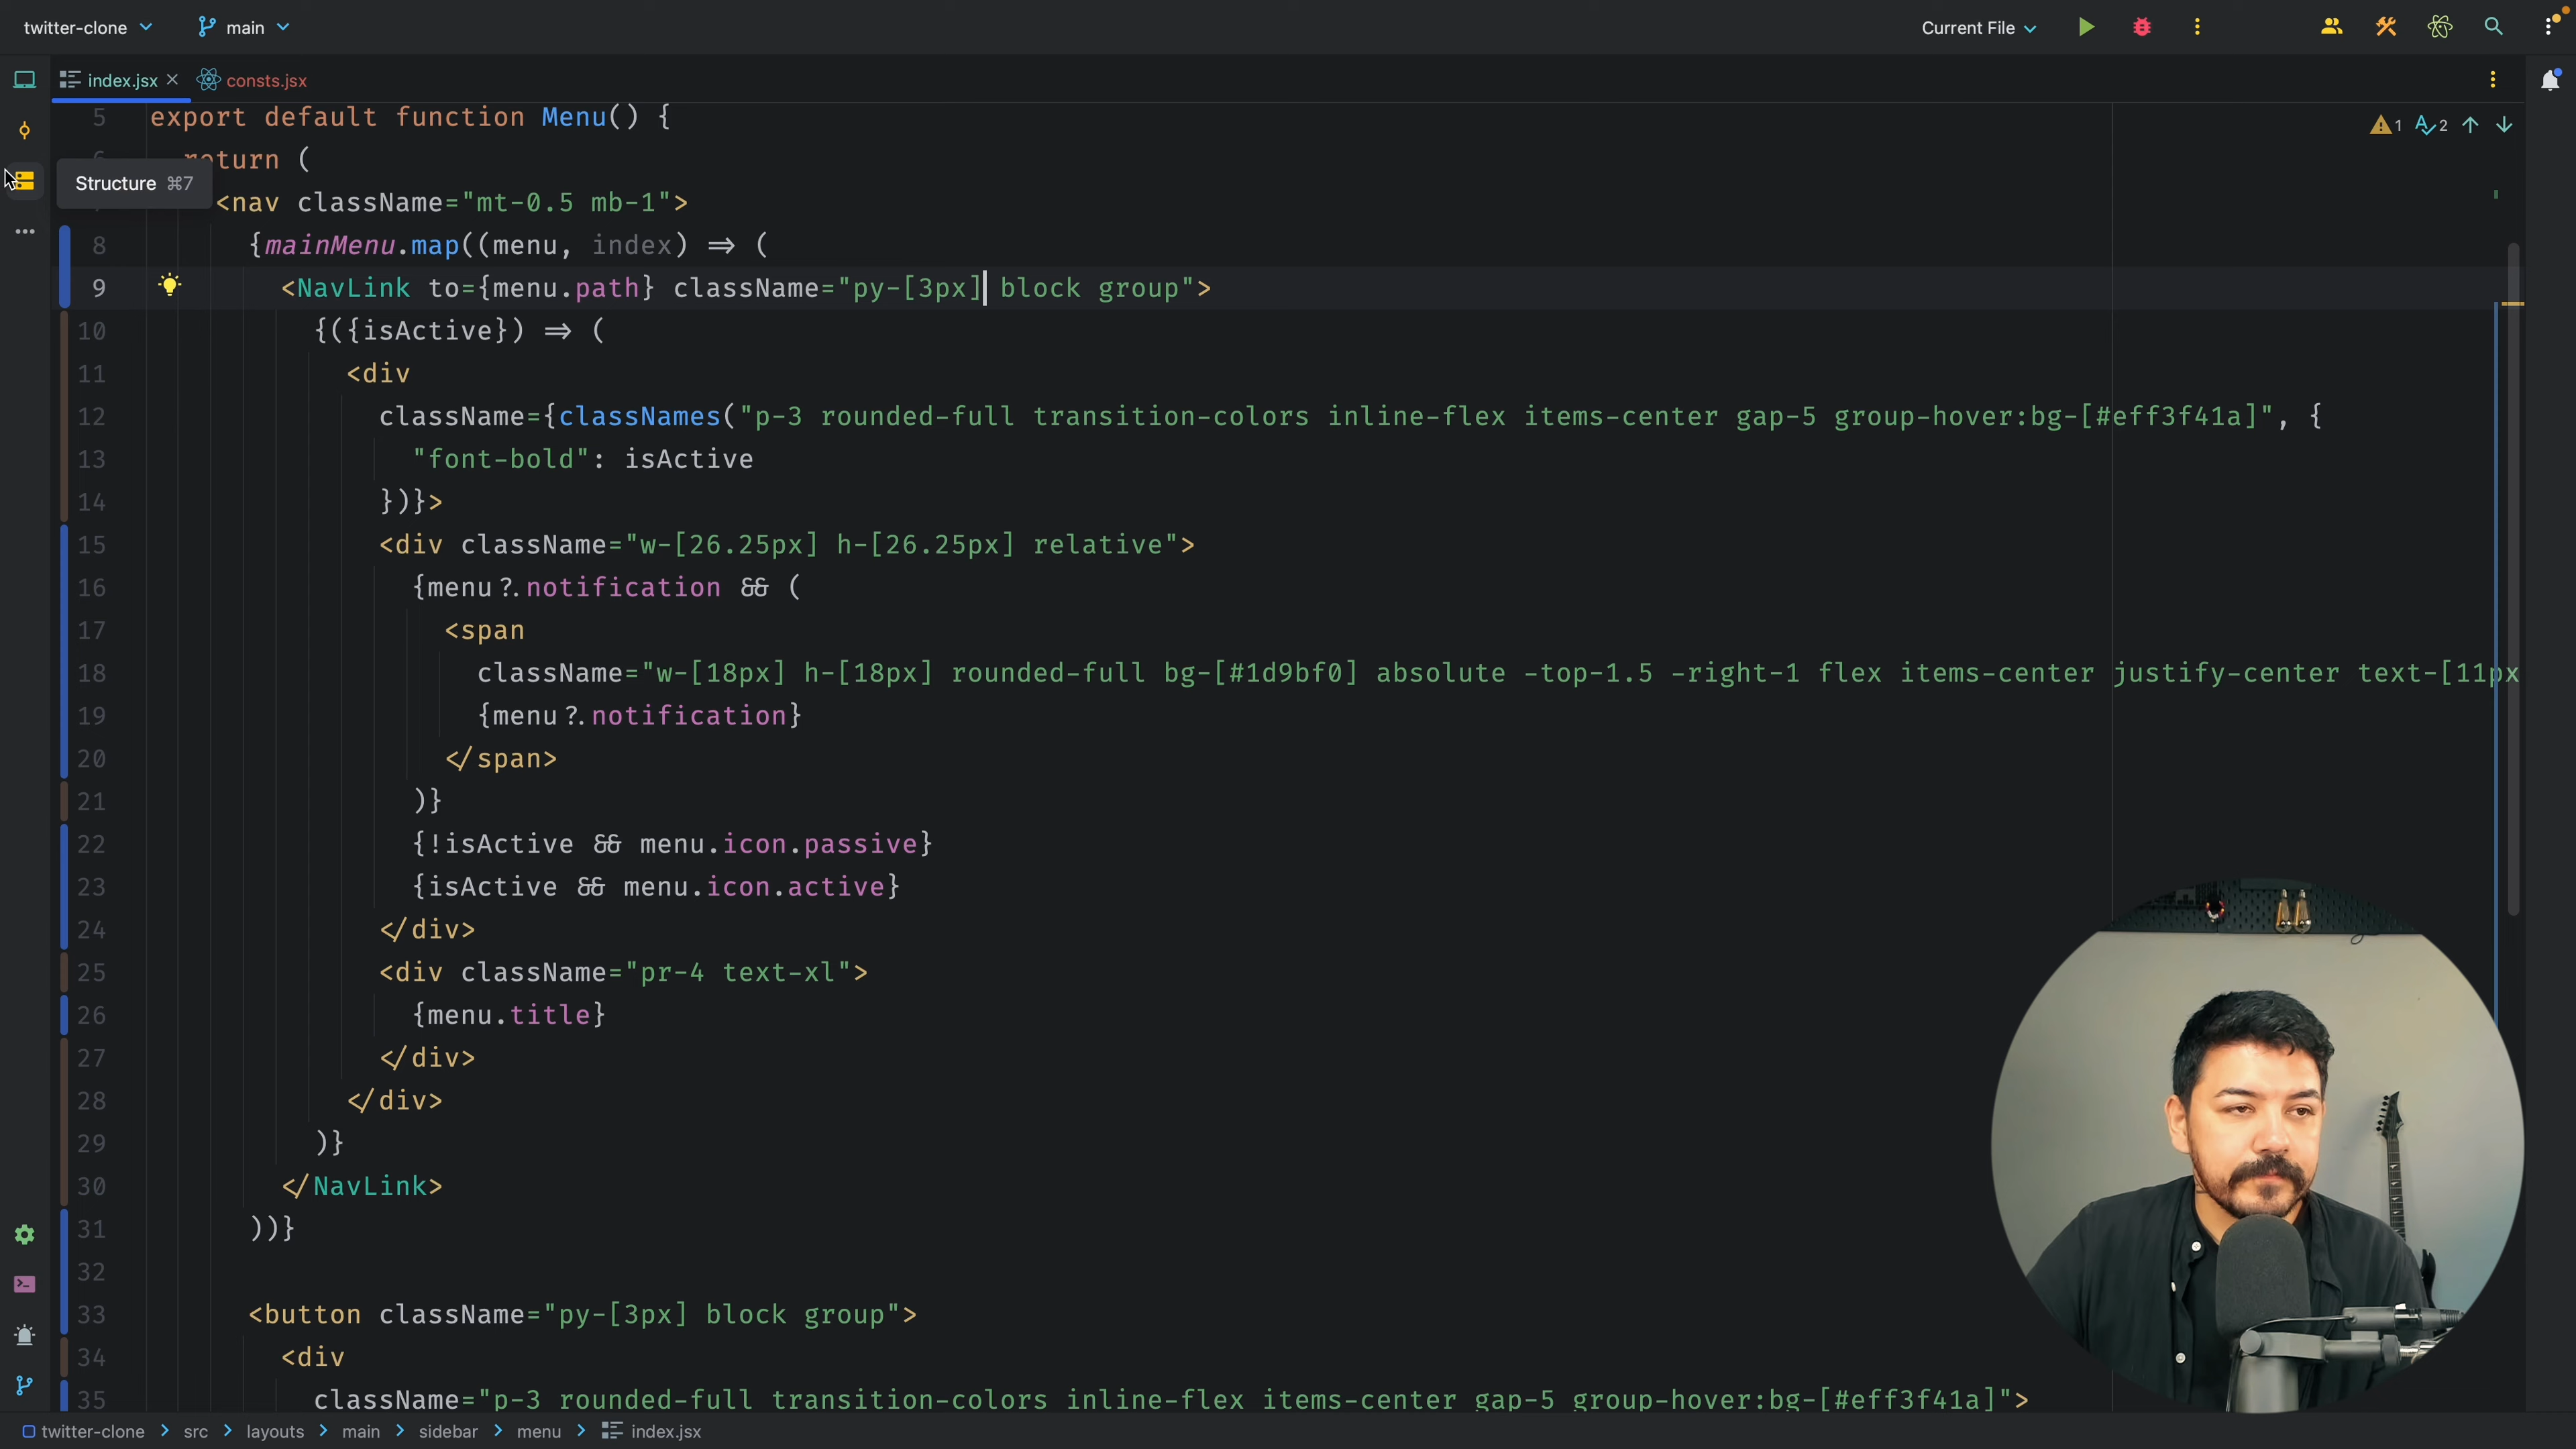 twitter-clone main Current File
index.jsx consts.jsx
5 export default function Menu() { 1 2
return (
Structure ⌘7
<nav className="mt-0.5 mb-1">
8 {mainMenu.map((menu, index) => (
9 <NavLink to={menu.path} className="py-[3px] block group">
10 {({isActive}) => (
11 <div
12 className={classNames("p-3 rounded-full transition-colors inline-flex items-center gap-5 group-hover:bg-[#eff3f41a]", {
13 "font-bold": isActive
14 })}>
15 <div className="w-[26.25px] h-[26.25px] relative">
16 {menu?.notification && (
17 <span
18 className="w-[18px] h-[18px] rounded-full bg-[#1d9bf0] absolute -top-1.5 -right-1 flex items-center justify-center text-[11px
19 {menu?.notification}
20 </span>
21 )}
22 {!isActive && menu.icon.passive}
23 {isActive && menu.icon.active}
24 </div>
25 <div className="pr-4 text-xl">
26 {menu.title}
27 </div>
28 </div>
29 )}
30 </NavLink>
31 ))}
32
33 <button className="py-[3px] block group">
34 <div
35 className="p-3 rounded-full transition-colors inline-flex items-center gap-5 group-hover:bg-[#eff3f41a]">
twitter-clone > src > layouts > main > sidebar > menu > index.jsx